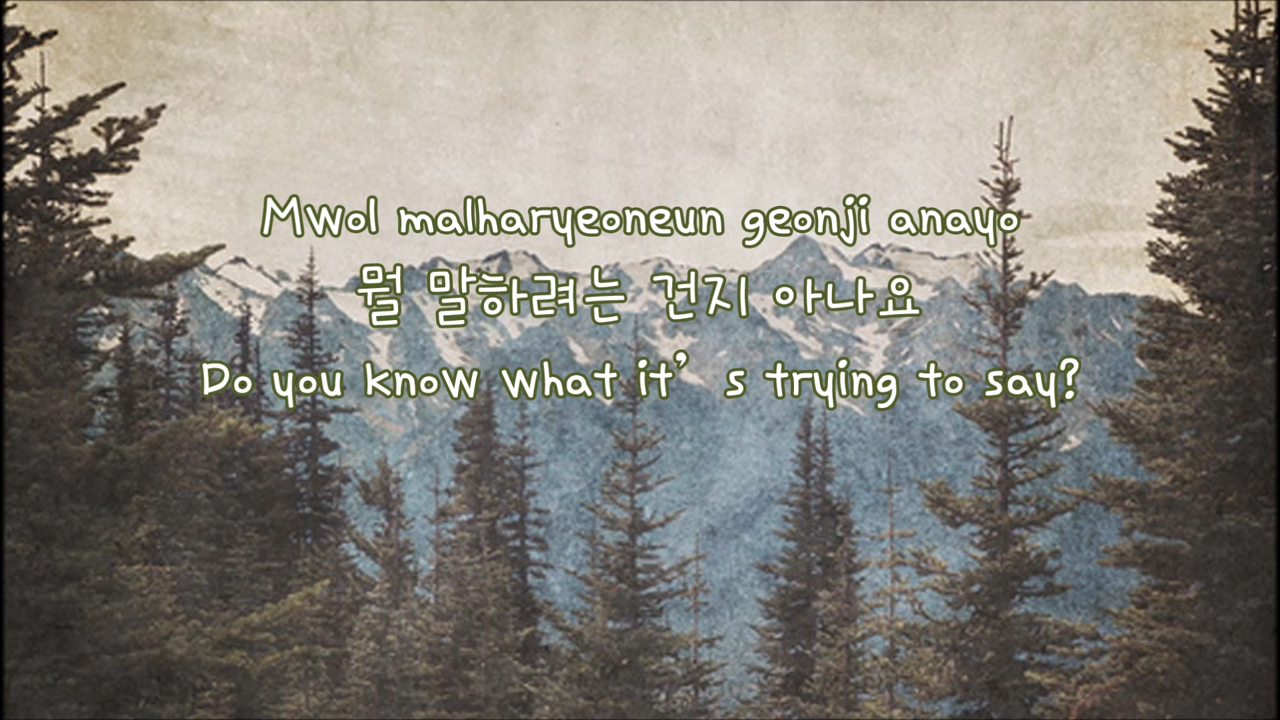 Mwol malharyeoneun geonji anayo
뭘 말하려는 건지 아나요
Do you know what it’s trying to say?